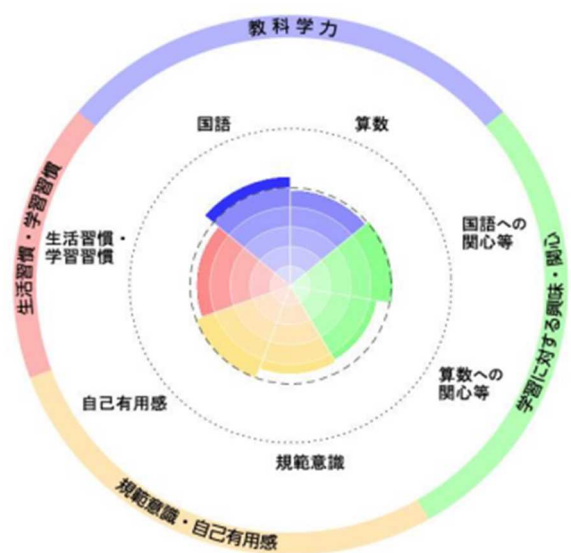 教科学力
国語
算数
生活習慣・学習習慣
生活習慣・
学習習慣
国語への
関心等
学習に対する興味・関心
算数への
関心等
自己有用感
規範意識
規範意識・自己有用感